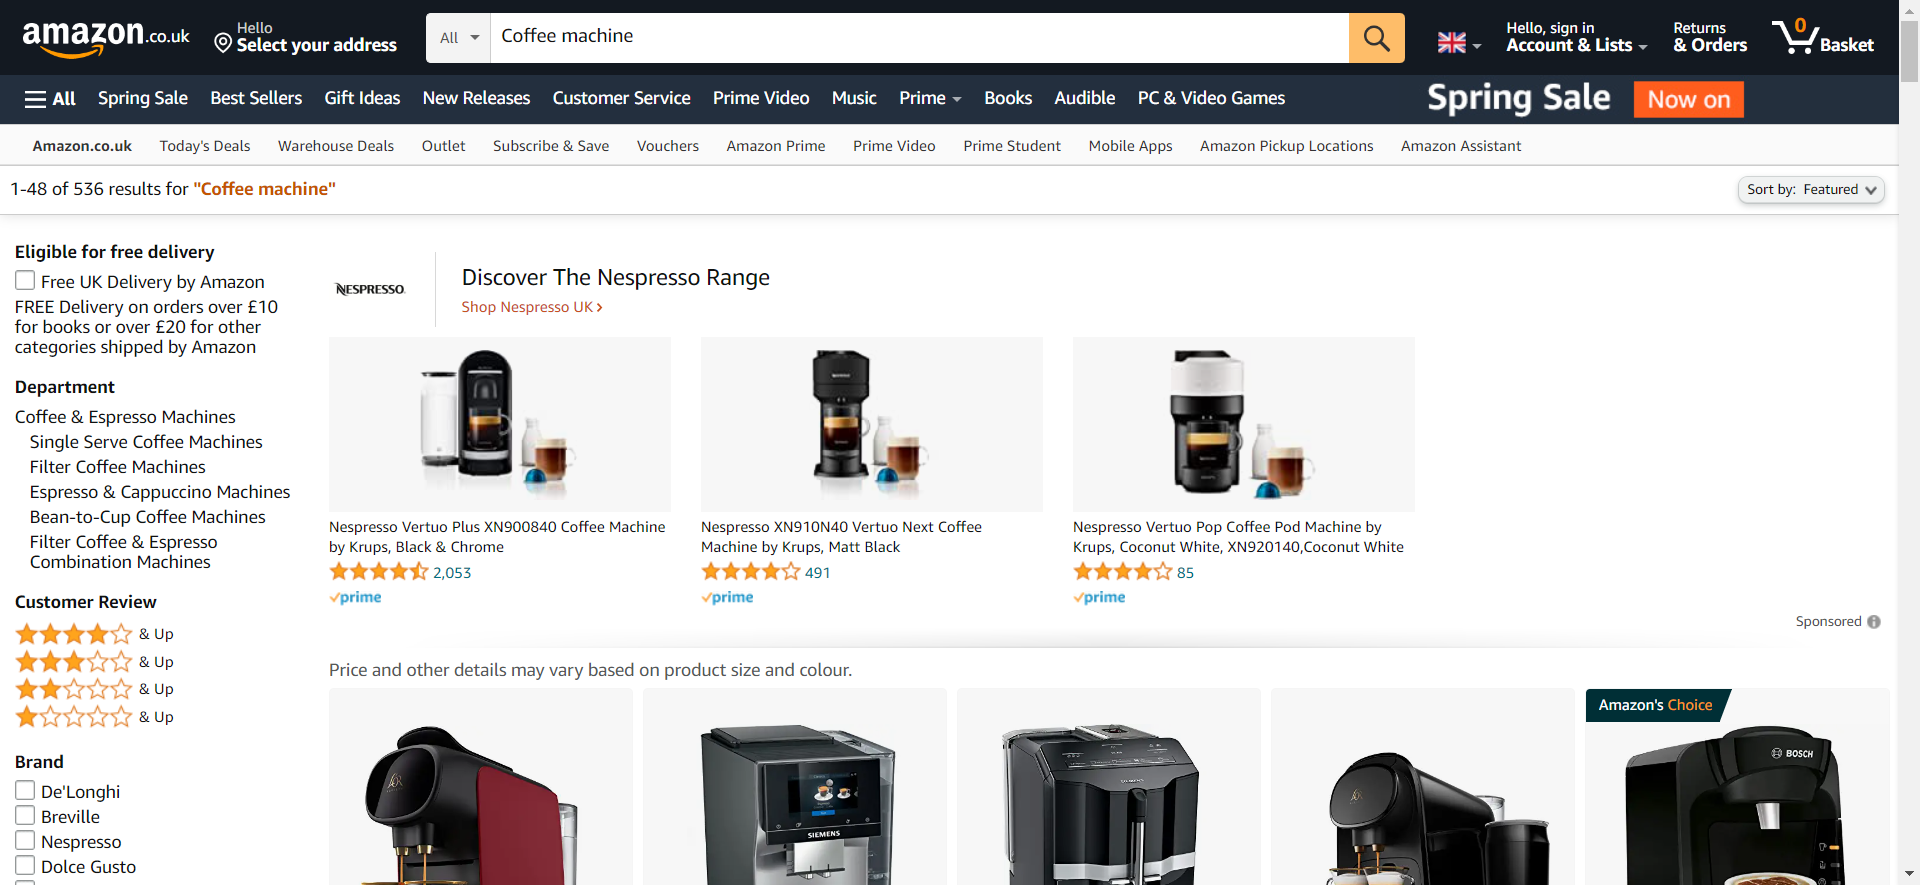 amazon.co.uk
Hello
Select your address
All
Coffee machine
Hello, sign in
Account & Lists
Returns
& Orders
0
Basket
All
Spring Sale
Best Sellers
Gift Ideas
New Releases
Customer Service
Prime Video
Music
Prime
Books
Audible
PC & Video Games
Spring Sale
Now on
Amazon.co.uk
Today's Deals
Warehouse Deals
Outlet
Subscribe & Save
Vouchers
Amazon Prime
Prime Video
Prime Student
Mobile Apps
Amazon Pickup Locations
Amazon Assistant
1-48 of 536 results for "Coffee machine"
Sort by: Featured
Eligible for free delivery
Free UK Delivery by Amazon
FREE Delivery on orders over £10
for books or over £20 for other
categories shipped by Amazon
Department
Coffee & Espresso Machines
Single Serve Coffee Machines
Filter Coffee Machines
Espresso & Cappuccino Machines
Bean-to-Cup Coffee Machines
Filter Coffee & Espresso
Combination Machines
Customer Review
& Up
& Up
& Up
& Up
Brand
De'Longhi
Breville
Nespresso
Dolce Gusto
NESPRESSO.
Discover The Nespresso Range
Shop Nespresso UK ›
Nespresso Vertuo Plus XN900840 Coffee Machine
by Krups, Black & Chrome
2,053
prime
Nespresso XN910N40 Vertuo Next Coffee
Machine by Krups, Matt Black
491
prime
Nespresso Vertuo Pop Coffee Pod Machine by
Krups, Coconut White, XN920140,Coconut White
85
prime
Sponsored
Price and other details may vary based on product size and colour.
L'OR
SIEMENS
SIEMENS
L'OR
Amazon's Choice
BOSCH